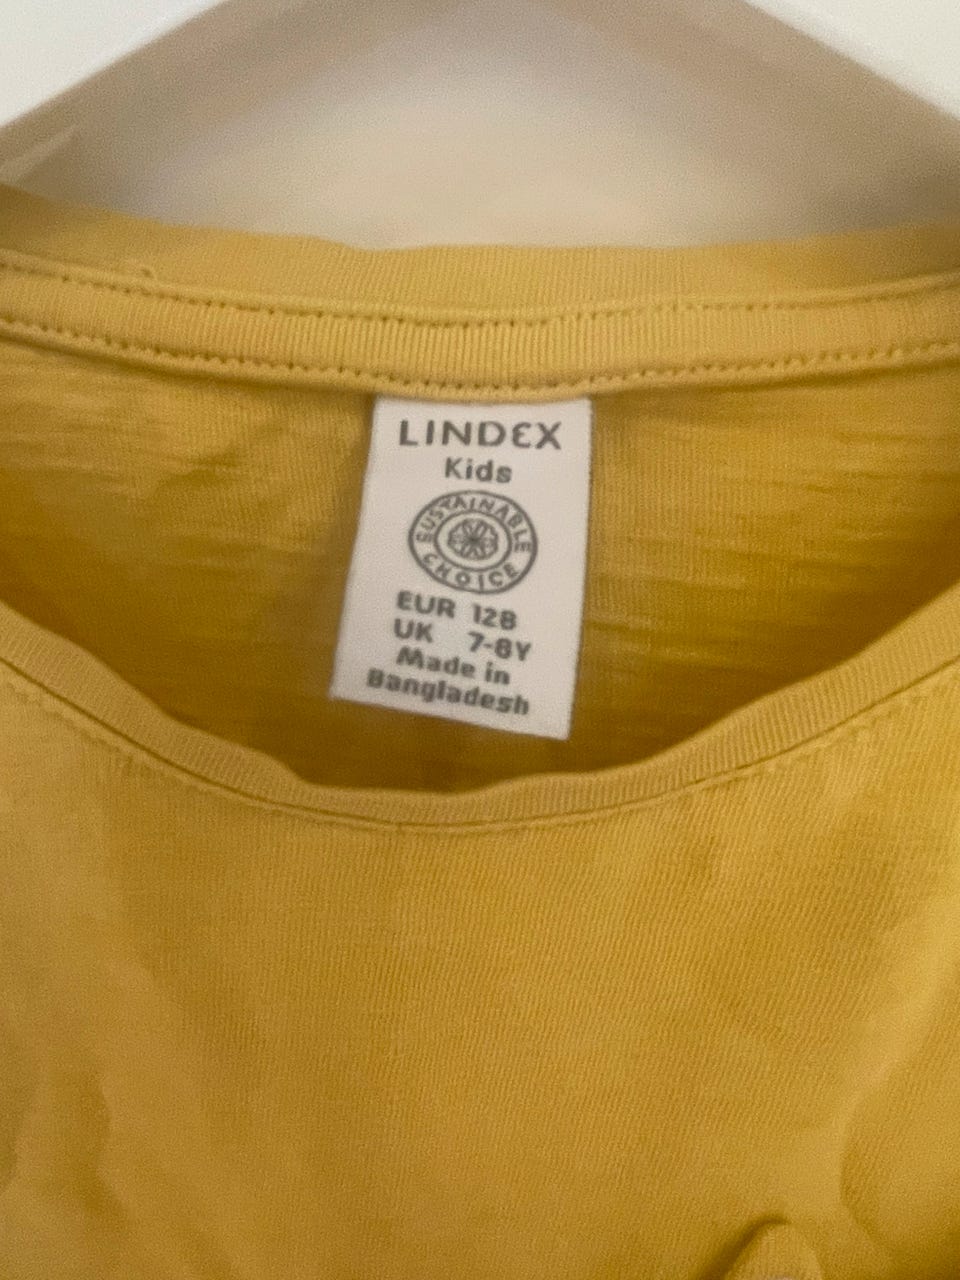 LINDEX
Kids
SUSTAINABLE
CHOICE
EUR 128
UK 7-8Y
Made in
Bangladesh